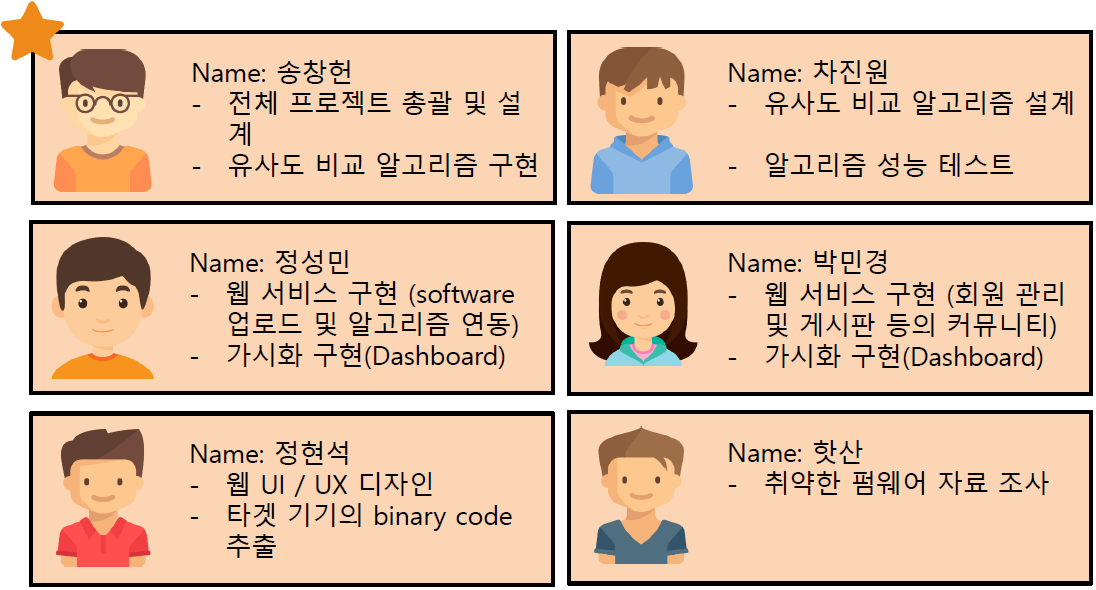 Name: 송창헌
- 전체 프로젝트 총괄 및 설
계
- 유사도 비교 알고리즘 구현
Name: 차진원
- 유사도 비교 알고리즘 설계
- 알고리즘 성능 테스트
Name: 정성민
- 웹 서비스 구현 (software
업로드 및 알고리즘 연동)
- 가시화 구현(Dashboard)
Name: 박민경
- 웹 서비스 구현 (회원 관리
및 게시판 등의 커뮤니티)
- 가시화 구현(Dashboard)
Name: 정현석
- 웹 UI / UX 디자인
- 타겟 기기의 binary code
추출
Name: 핫산
- 취약한 펌웨어 자료 조사